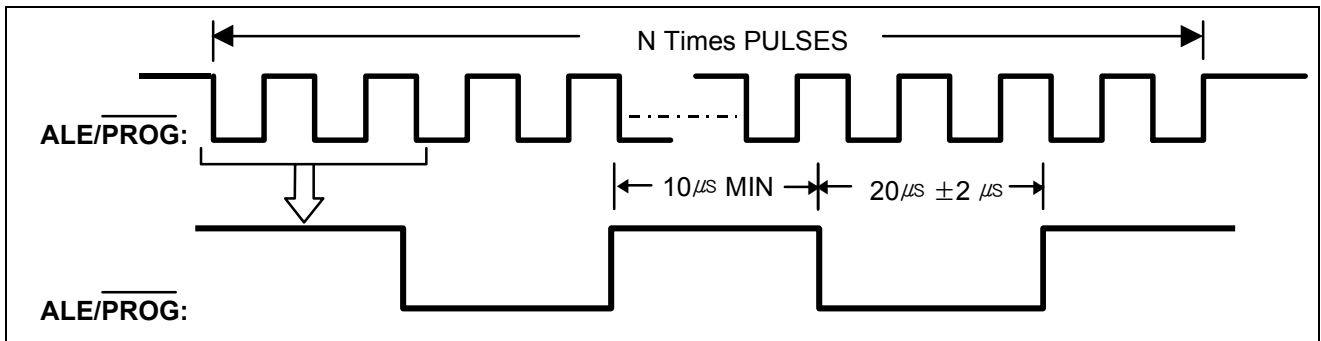 N Times PULSES
ALE/PROG:
10㎲ MIN
20㎲ ±2 ㎲
ALE/PROG: